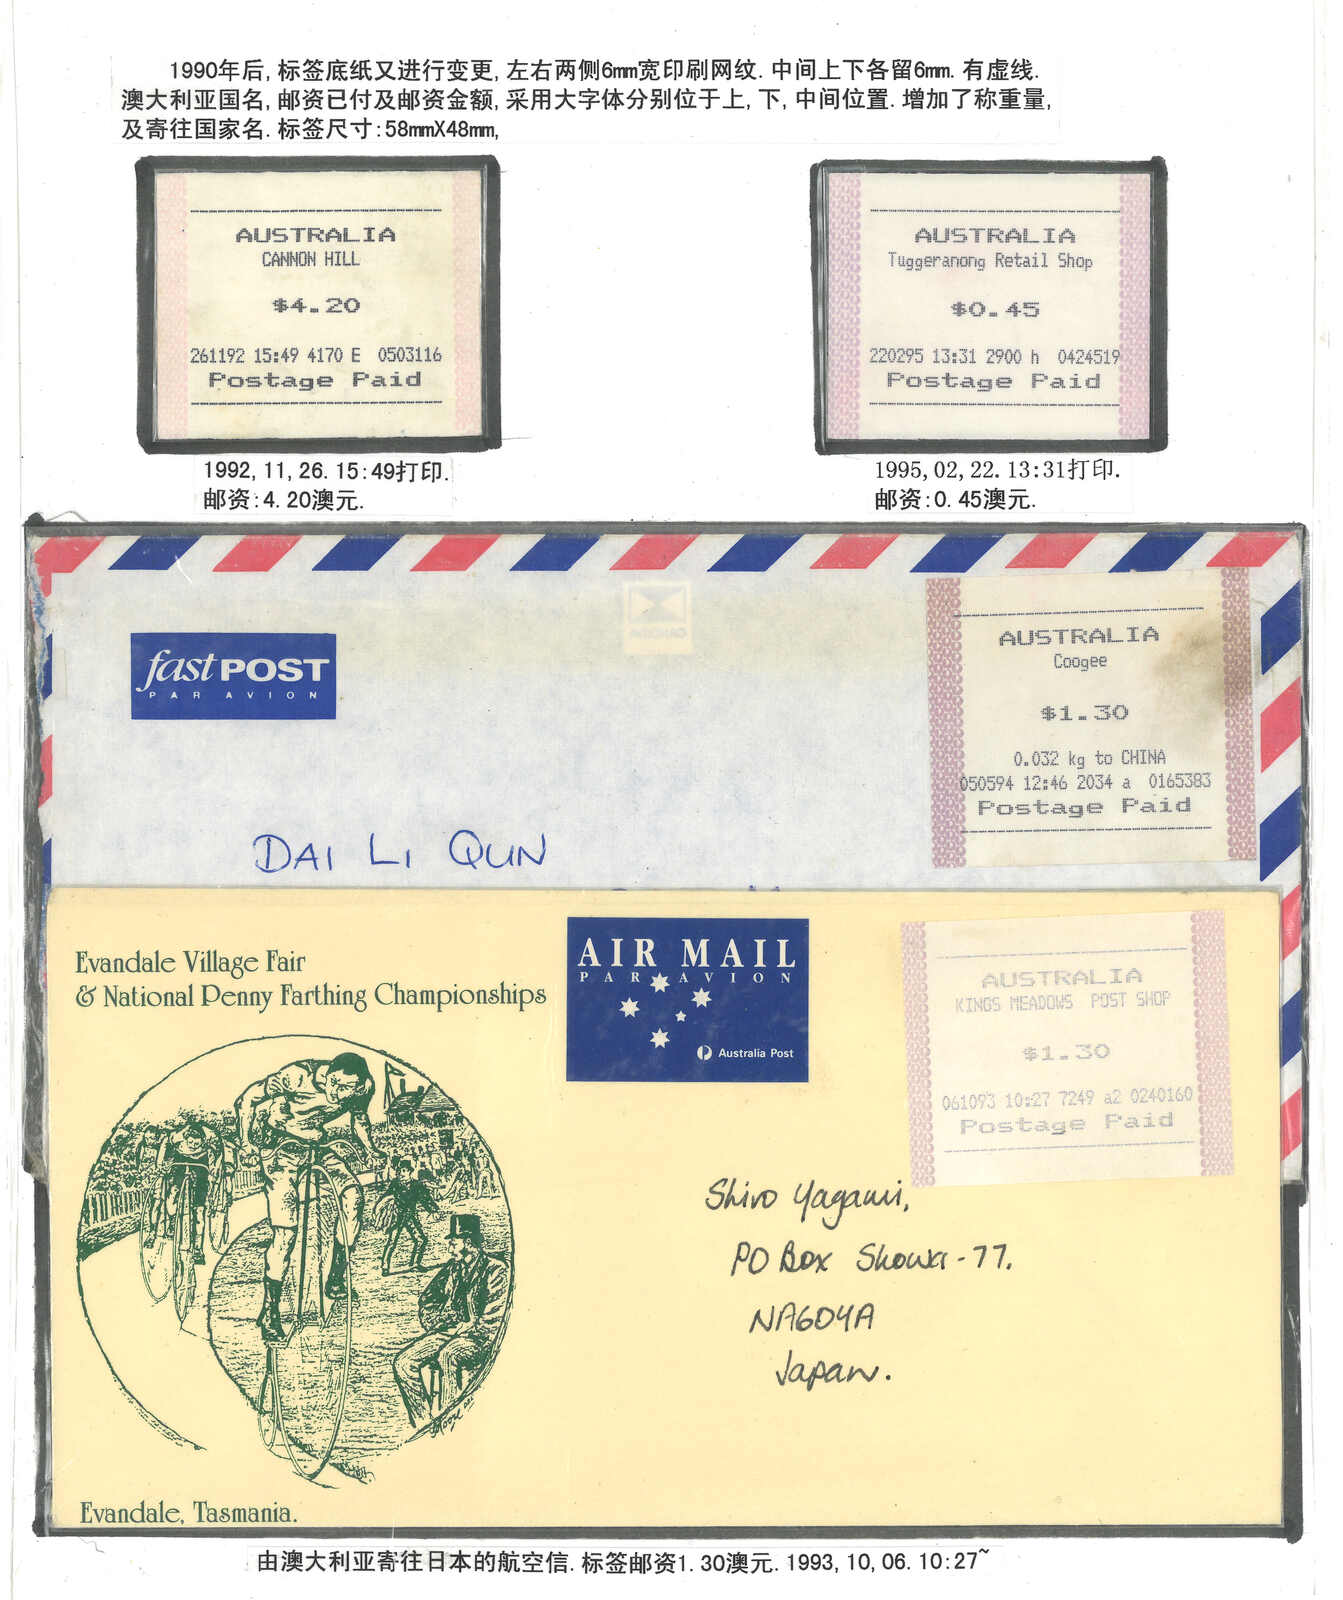 1990年后,标签底纸又进行变更,左右两侧6mm宽印刷网纹.中间上下各留6mm.有虚线.
澳大利亚国名,邮资已付及邮资金额,采用大字体分别位于上,下,中间位置.增加了称重量,
及寄往国家名.标签尺寸:58mmX48mm,
AUSTRALIA
CANNON HILL
$4.20
261192 15:49 4170 E 0503116
Postage Paid
AUSTRALIA
Tuggeranong Retail Shop
$0.45
220295 13:31 2900 h 0424519
Postage Paid
1992,11,26.15:49打印.
邮资:4.20澳元.
1995,02,22.13:31打印.
邮资:0.45澳元.
fast POST
PAR AVION
AUSTRALIA
Coogee
$1.30
0.032 kg to CHINA
050594 12:46 2034 a 0165383
Postage Paid
DAI LI QUN
Evandale Village Fair
& National Penny Farthing Championships
AIR MAIL
PAR AVION
Australia Post
AUSTRALIA
KINGS MEADOWS POST SHOP
$1.30
061093 10:27 7249 a2 0240160
Postage Paid
Shiro Yagami,
PO Box Showa-77.
NAGOYA
Japan.
Evandale, Tasmania.
由澳大利亚寄往日本的航空信.标签邮资1.30澳元.1993,10,06.10:27~